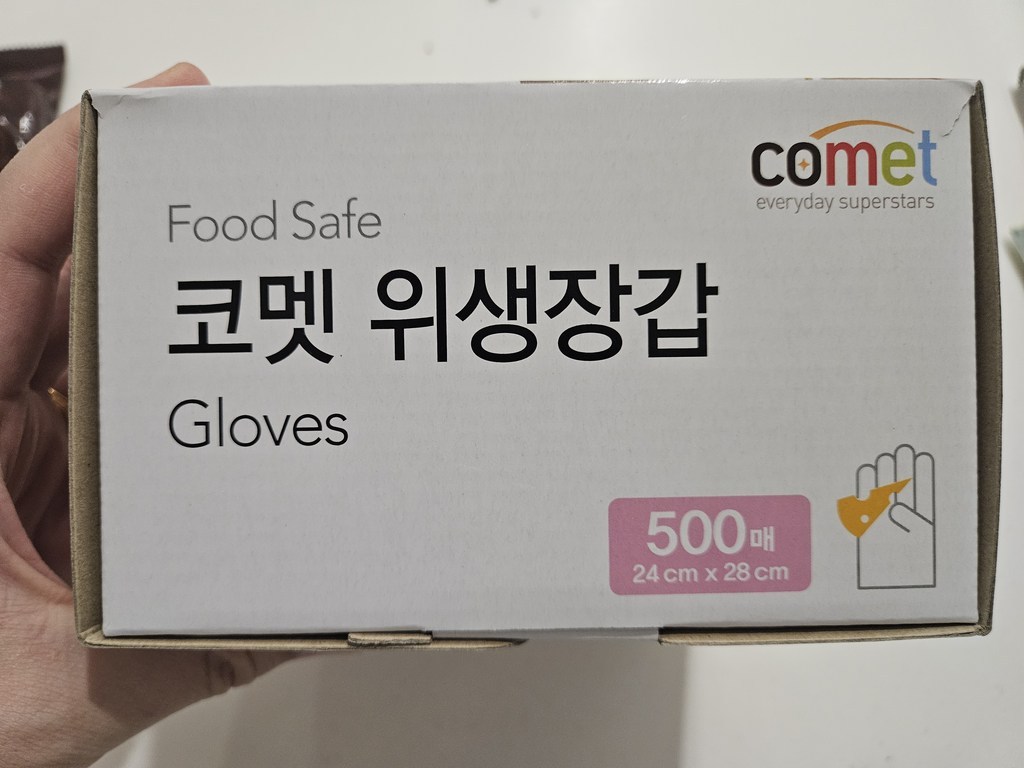 comet
everyday superstars
Food Safe
코멧 위생장갑
Gloves
500매
24 cm x 28 cm